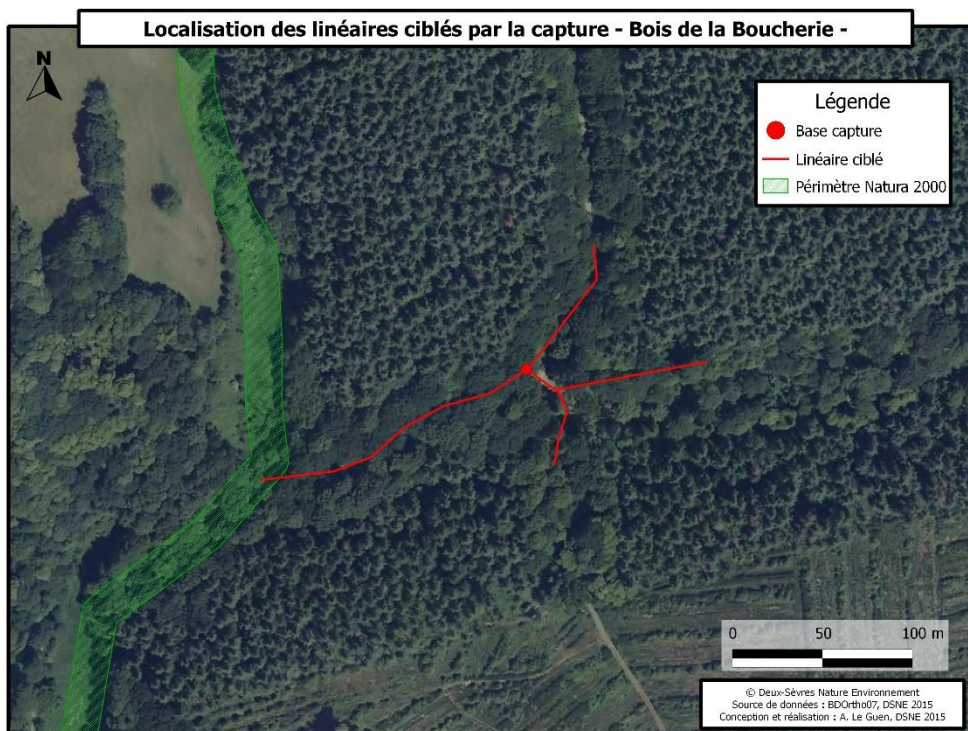 Localisation des linéaires ciblés par la capture - Bois de la Boucherie -
N
Légende
Base capture
Linéaire ciblé
Périmètre Natura 2000
0 50 100 m
© Deux-Sèvres Nature Environnement
Source de données : BDOrtho07, DSNE 2015
Conception et réalisation : A. Le Guen, DSNE 2015